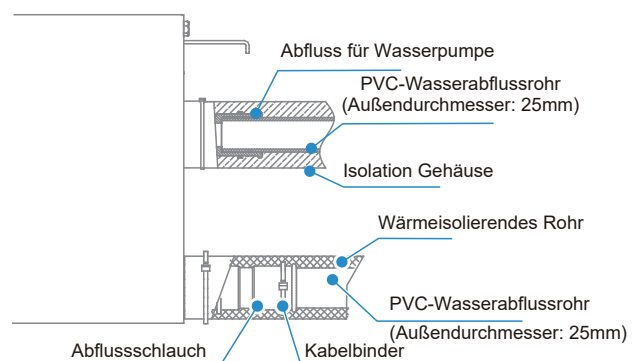 Abfluss für Wasserpumpe
PVC-Wasserabflussrohr
(Außendurchmesser: 25mm)
Isolation Gehäuse
Wärmeisolierendes Rohr
PVC-Wasserabflussrohr
(Außendurchmesser: 25mm)
Abflussschlauch
Kabelbinder